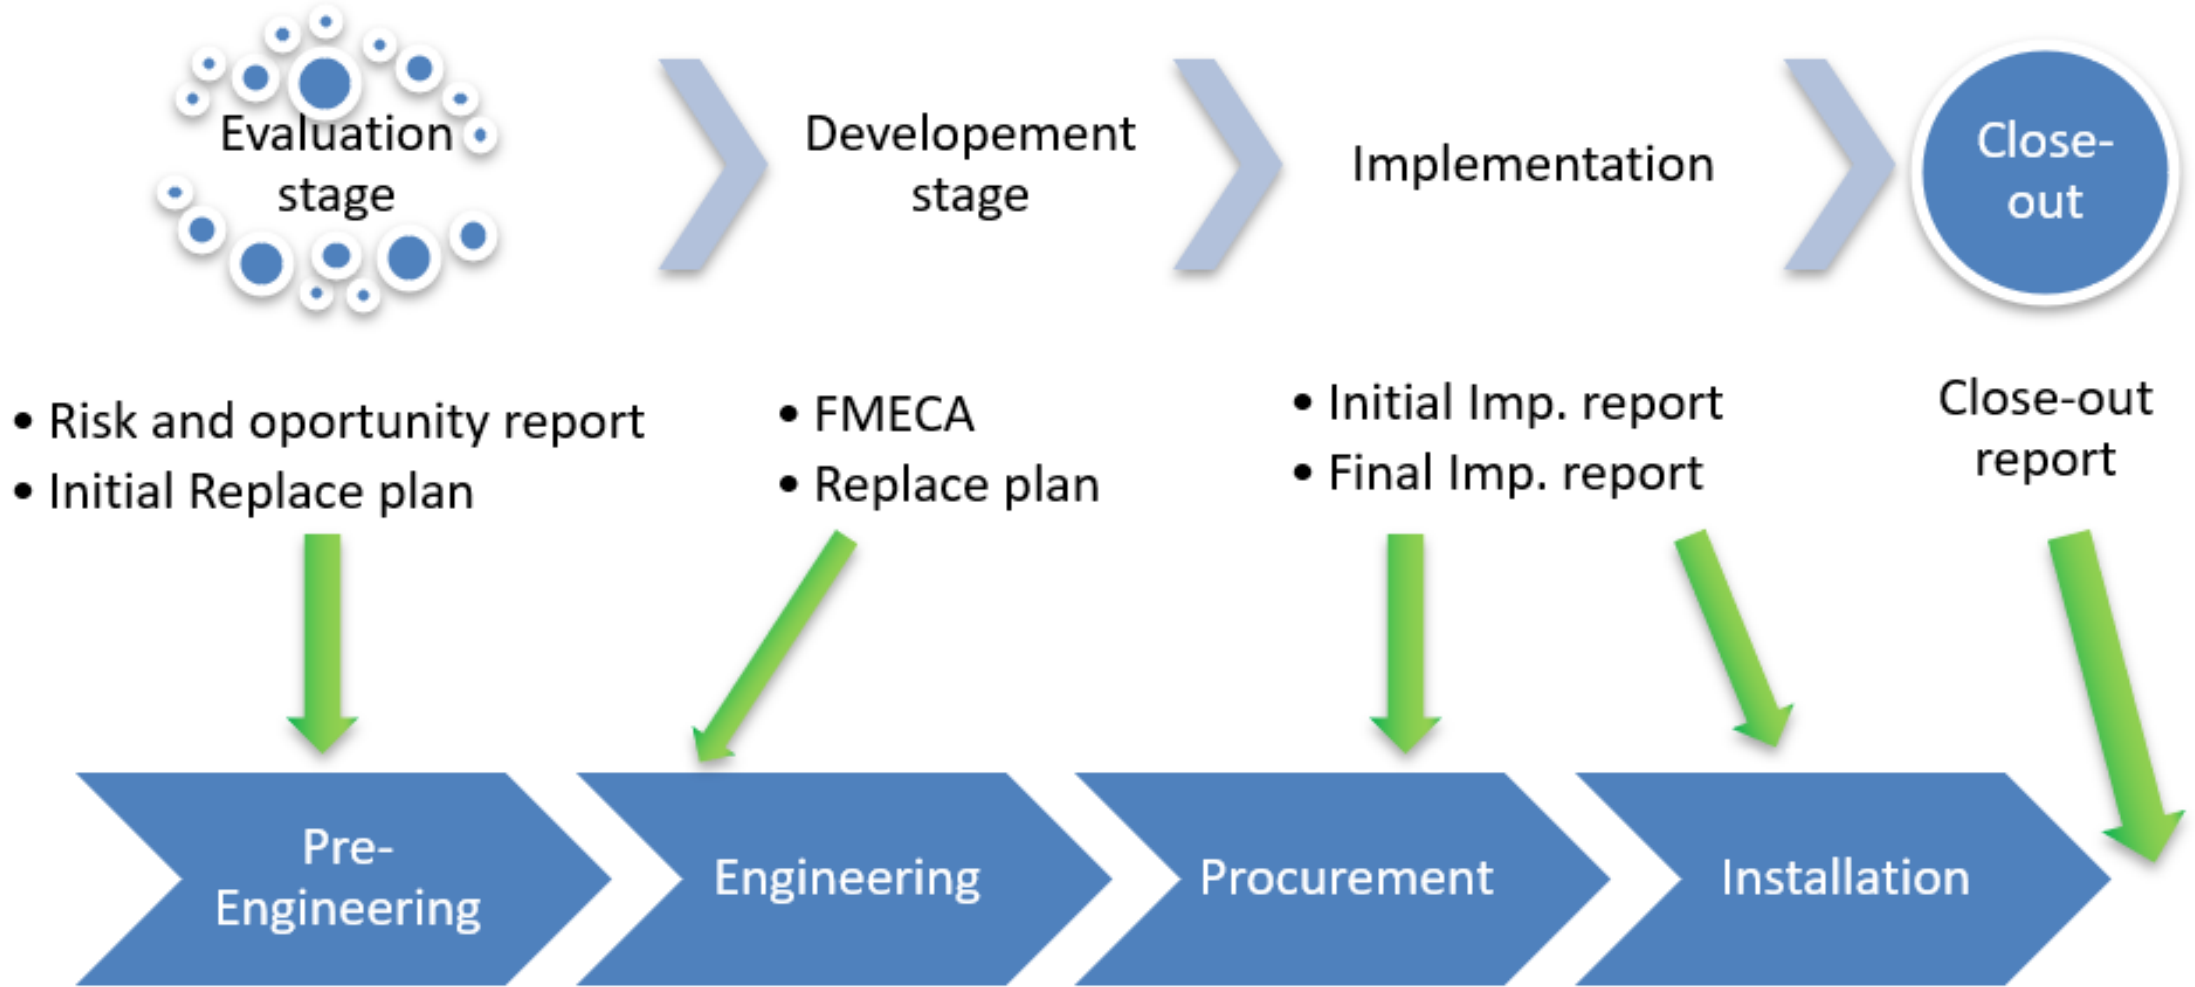 Evaluation
stage
Developement
stage
Implementation
Close-
out
• Risk and oportunity report
• Initial Replace plan
• FMECA
• Replace plan
• Initial Imp. report
• Final Imp. report
Close-out
report
Pre-
Engineering
Engineering
Procurement
Installation